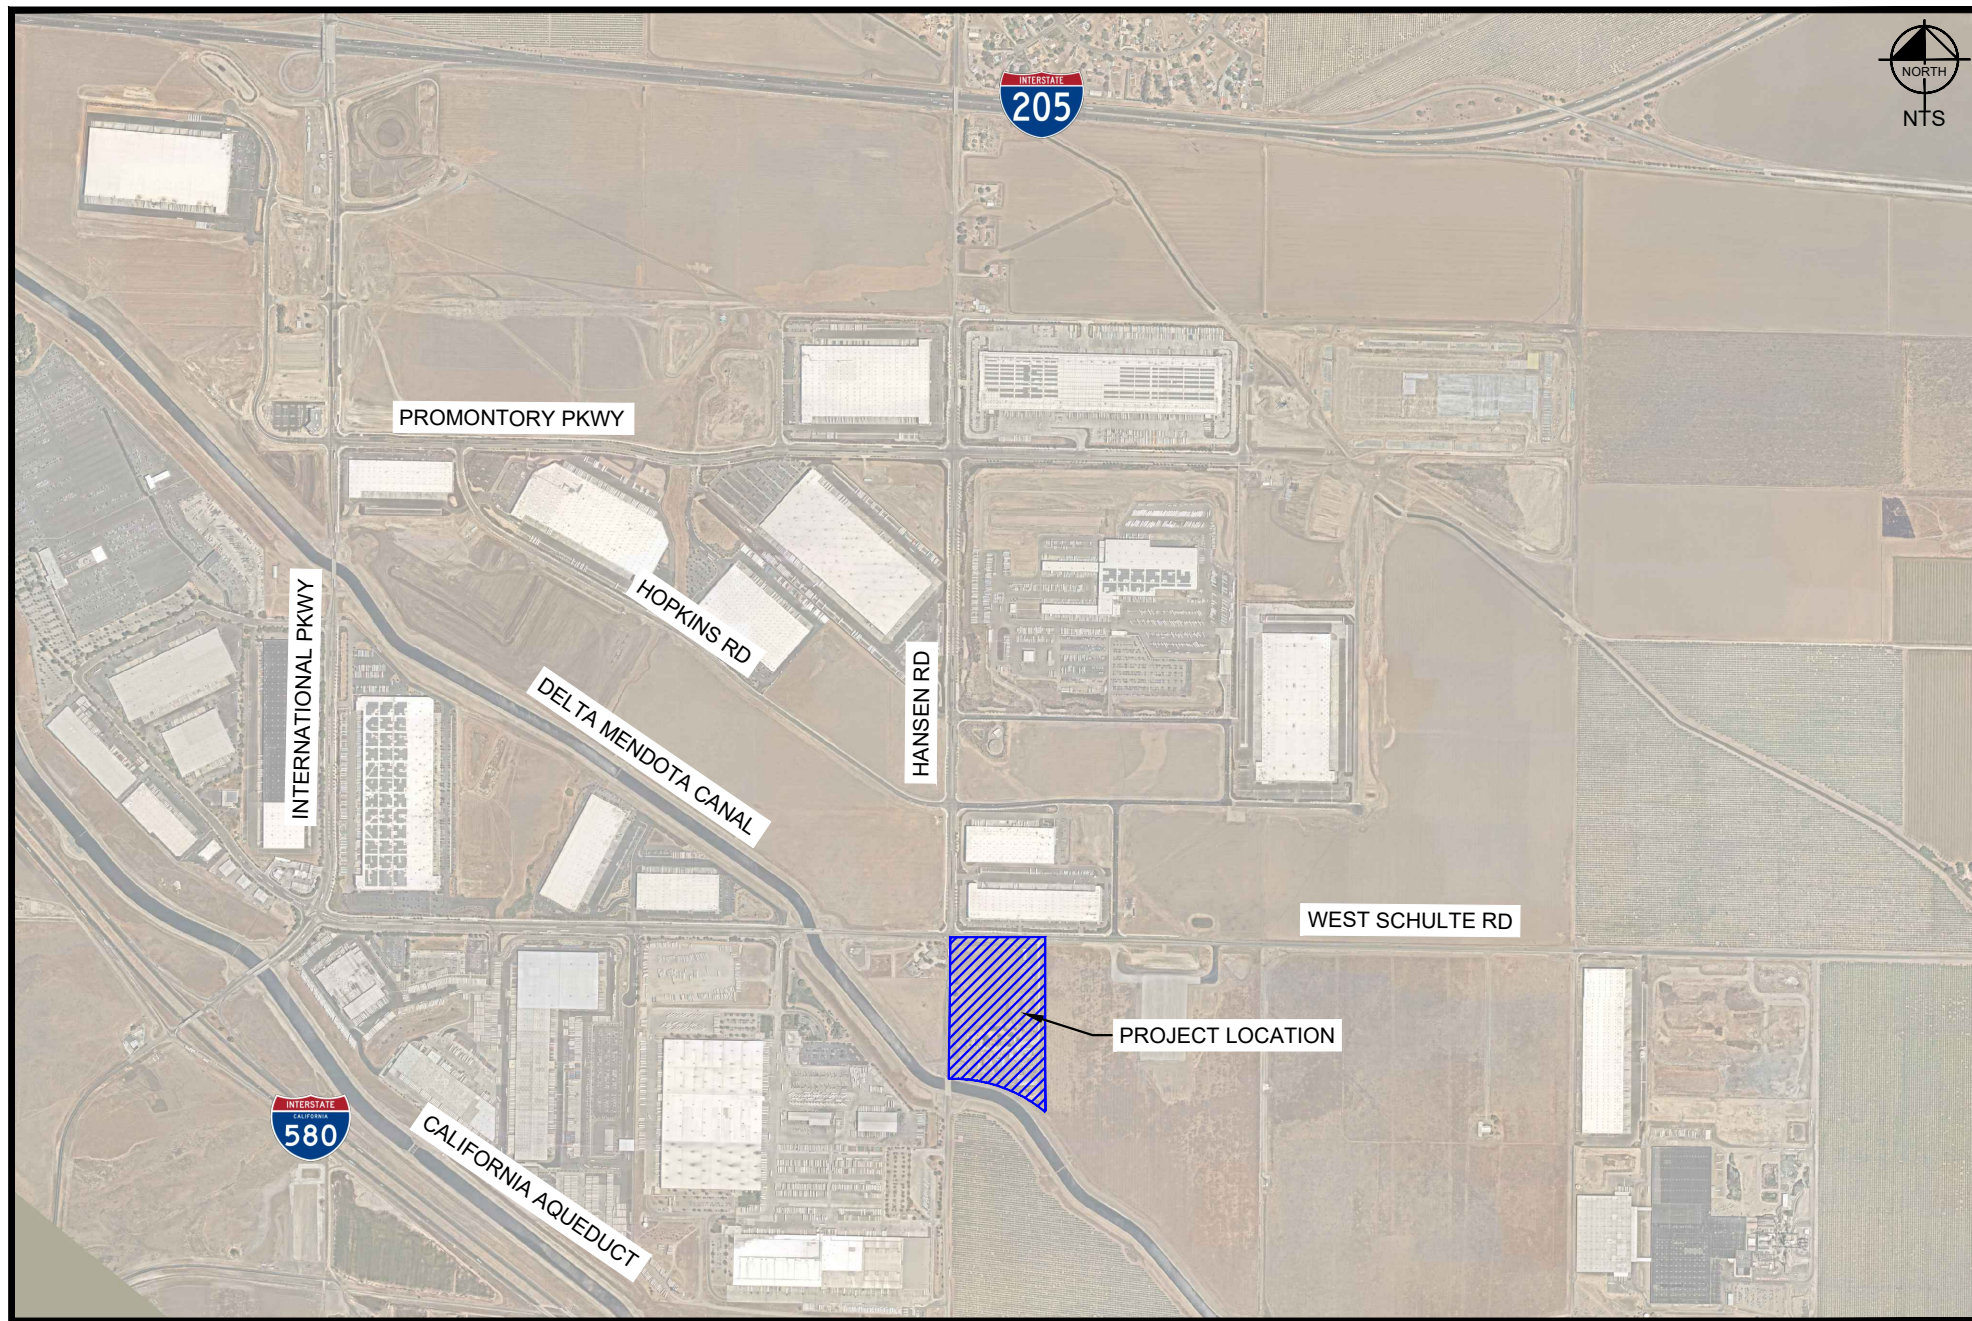 INTERSTATE
205
NORTH
NTS
PROMONTORY PKWY
HOPKINS RD
INTERNATIONAL PKWY
HANSEN RD
DELTA MENDOTA CANAL
WEST SCHULTE RD
PROJECT LOCATION
INTERSTATE
CALIFORNIA
580
CALIFORNIA AQUEDUCT